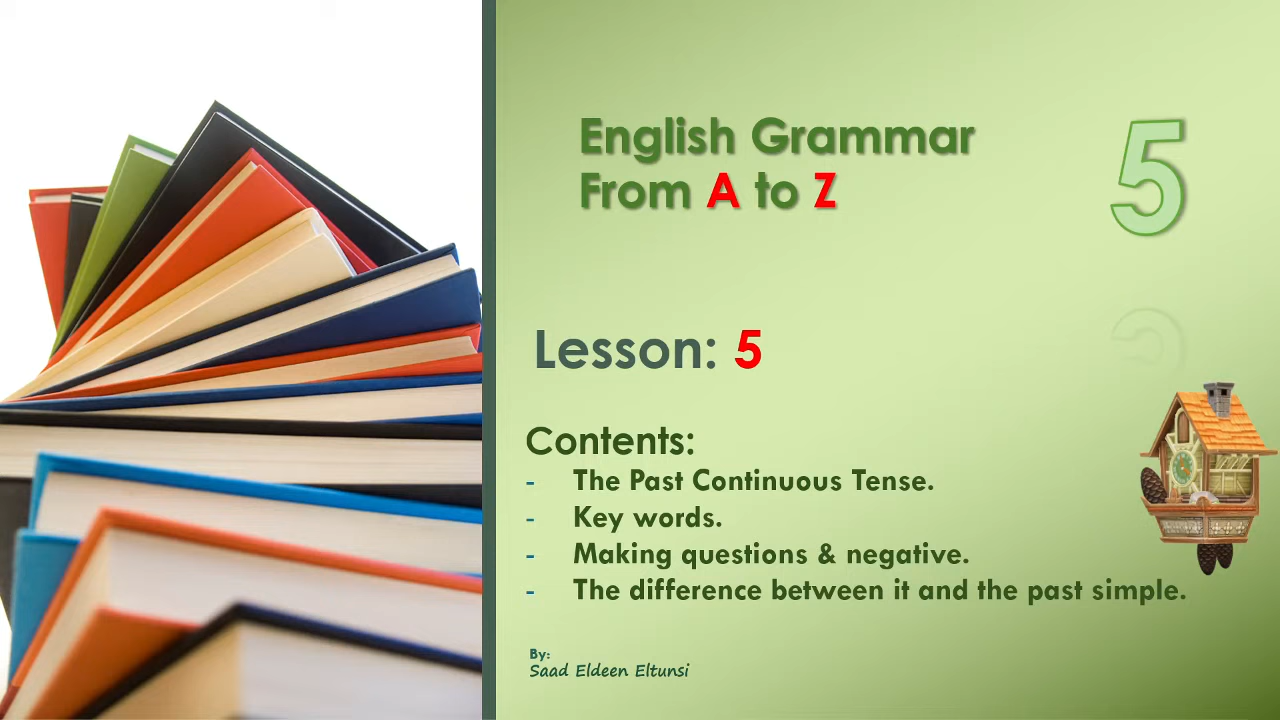 English Grammar
From A to Z
5
Lesson: 5
Contents:
- The Past Continuous Tense.
- Key words.
- Making questions & negative.
- The difference between it and the past simple.
By:
Saad Eldeen Eltunsi